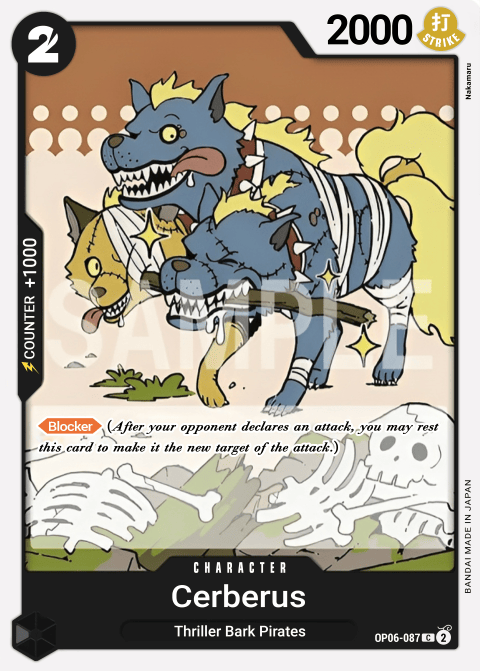 2
2000
打
STRIKE
Nakamaru
COUNTER +1000
SAMPLE
Blocker (After your opponent declares an attack, you may rest
this card to make it the new target of the attack.)
BANDAI MADE IN JAPAN
CHARACTER
Cerberus
Thriller Bark Pirates
OP06-087 C 2